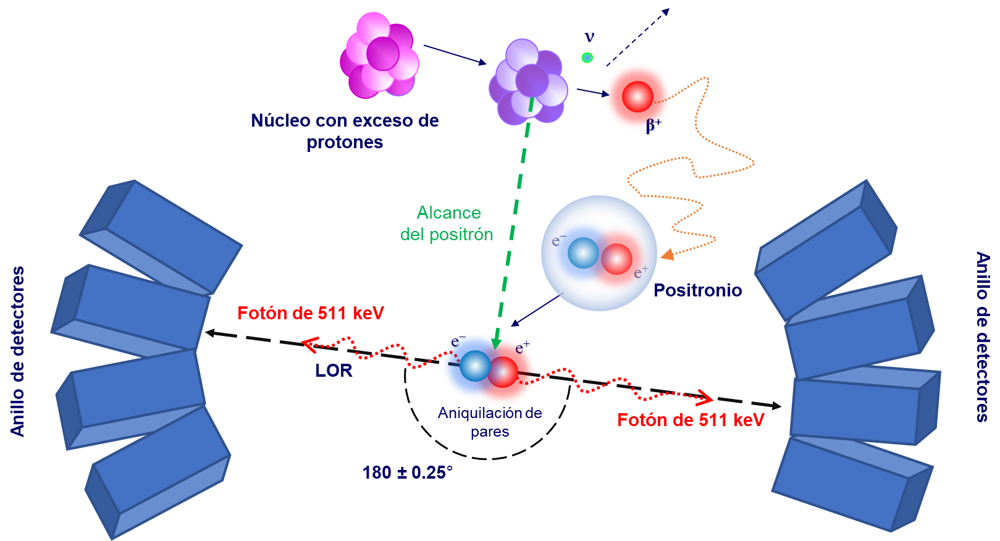 ν
β⁺
Núcleo con exceso de
protones
Alcance
del positrón
e⁻
e⁺
Positronio
Anillo de detectores
Anillo de detectores
Fotón de 511 keV
LOR
e⁻
e⁺
Aniquilación de
pares
Fotón de 511 keV
180 ± 0.25°